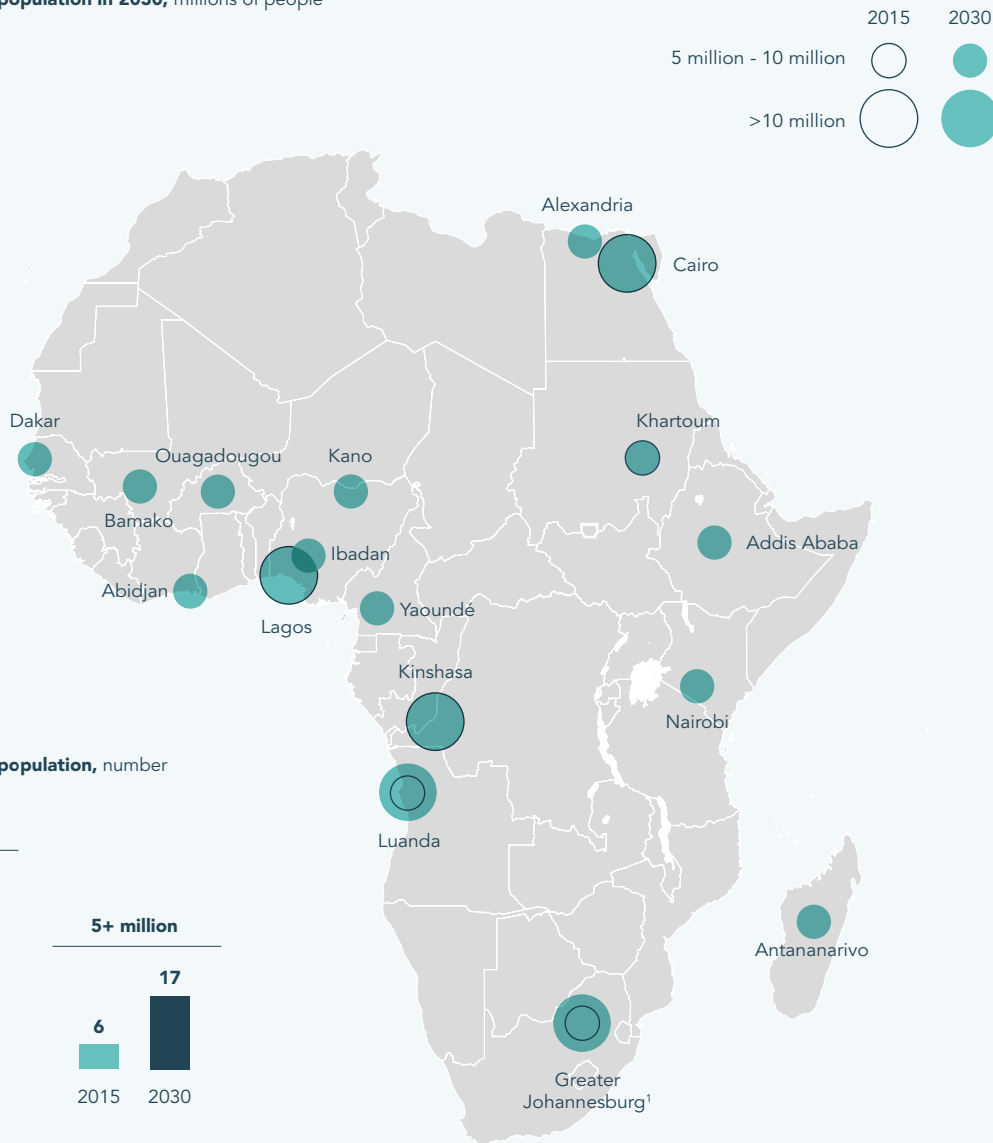 population in 2030, millions of people
2015 2030
5 million - 10 million
>10 million
Alexandria
Cairo
Dakar
Khartoum
Ouagadougou
Kano
Bamako
Ibadan
Addis Ababa
Abidjan
Yaoundé
Lagos
Kinshasa
Nairobi
population, number
Luanda
5+ million
Antananarivo
17
6
2015 2030
Greater
Johannesburg¹